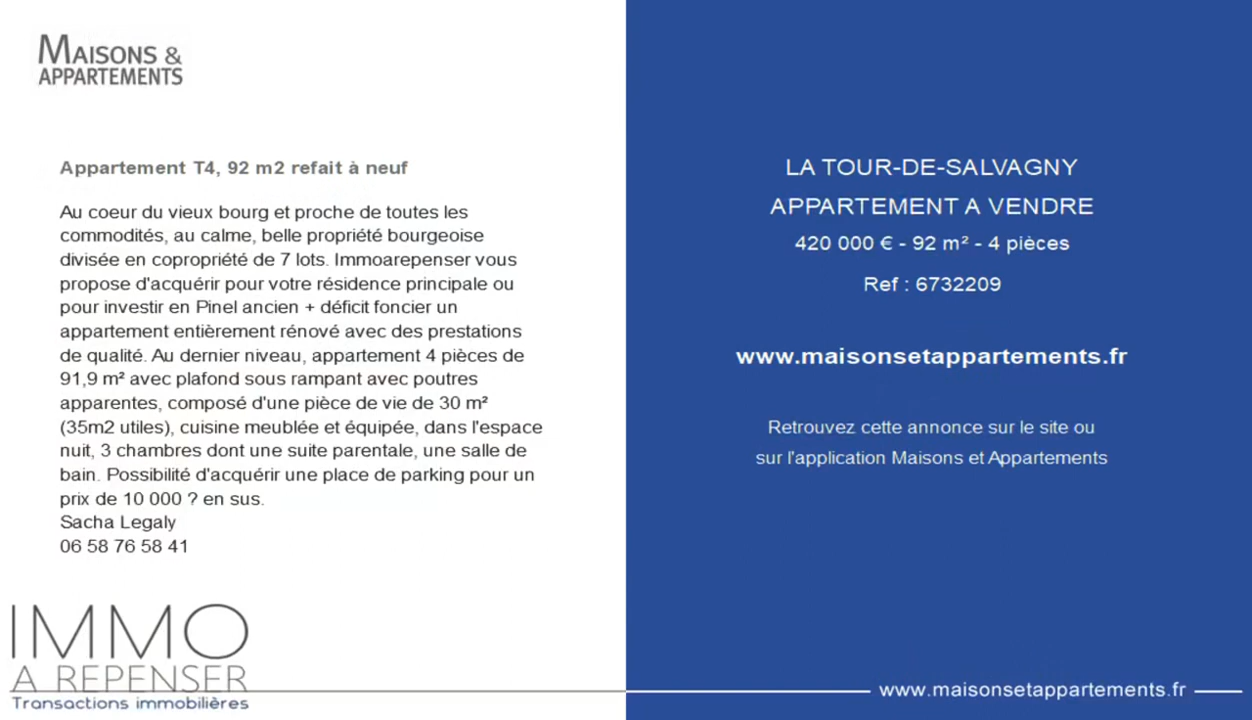 MAISONS &
APPARTEMENTS
Appartement T4, 92 m2 refait à neuf
Au coeur du vieux bourg et proche de toutes les
commodités, au calme, belle propriété bourgeoise
divisée en copropriété de 7 lots. Immoarepenser vous
propose d'acquérir pour votre résidence principale ou
pour investir en Pinel ancien + déficit foncier un
appartement entièrement rénové avec des prestations
de qualité. Au dernier niveau, appartement 4 pièces de
91,9 m² avec plafond sous rampant avec poutres
apparentes, composé d'une pièce de vie de 30 m²
(35m2 utiles), cuisine meublée et équipée, dans l'espace
nuit, 3 chambres dont une suite parentale, une salle de
bain. Possibilité d'acquérir une place de parking pour un
prix de 10 000 ? en sus.
Sacha Legaly
06 58 76 58 41
IMMO
A REPENSER
Transactions immobilières
LA TOUR-DE-SALVAGNY
APPARTEMENT A VENDRE
420 000 € - 92 m² - 4 pièces
Ref : 6732209
www.maisonsetappartements.fr
Retrouvez cette annonce sur le site ou
sur l'application Maisons et Appartements
www.maisonsetappartements.fr